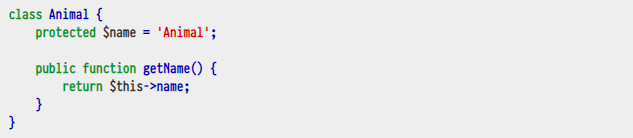 class Animal {
    protected $name = 'Animal';

    public function getName() {
        return $this->name;
    }
}